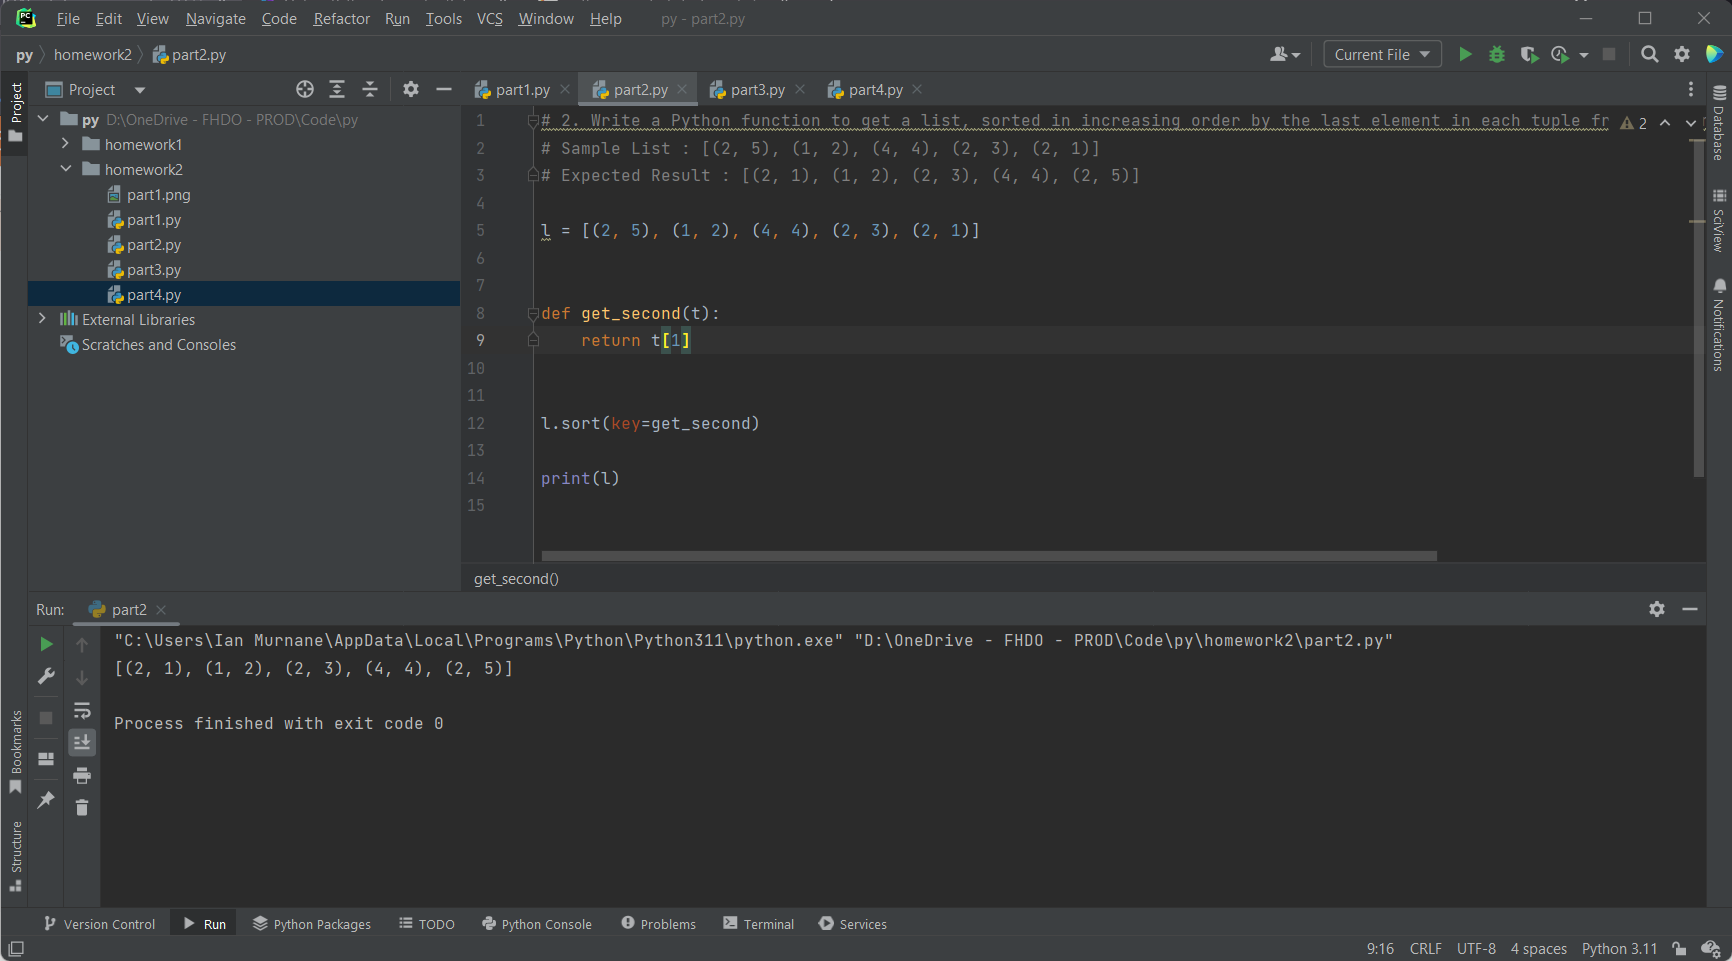 PC File Edit View Navigate Code Refactor Run Tools VCS Window Help py - part2.py
py homework2 part2.py Current File
Project
Project part1.py part2.py part3.py part4.py
py D:\OneDrive - FHDO - PROD\Code\py
homework1
homework2
part1.png
part1.py
part2.py
part3.py
part4.py
External Libraries
Scratches and Consoles
1 # 2. Write a Python function to get a list, sorted in increasing order by the last element in each tuple fr 2
2 # Sample List : [(2, 5), (1, 2), (4, 4), (2, 3), (2, 1)]
3 # Expected Result : [(2, 1), (1, 2), (2, 3), (4, 4), (2, 5)]
4
5 l = [(2, 5), (1, 2), (4, 4), (2, 3), (2, 1)]
6
7
8 def get_second(t):
9 return t[1]
10
11
12 l.sort(key=get_second)
13
14 print(l)
15
get_second()
Database
SciView
Notifications
Run: part2
"C:\Users\Ian Murnane\AppData\Local\Programs\Python\Python311\python.exe" "D:\OneDrive - FHDO - PROD\Code\py\homework2\part2.py"
[(2, 1), (1, 2), (2, 3), (4, 4), (2, 5)]
Process finished with exit code 0
Bookmarks
Structure
Version Control Run Python Packages TODO Python Console Problems Terminal Services
9:16 CRLF UTF-8 4 spaces Python 3.11